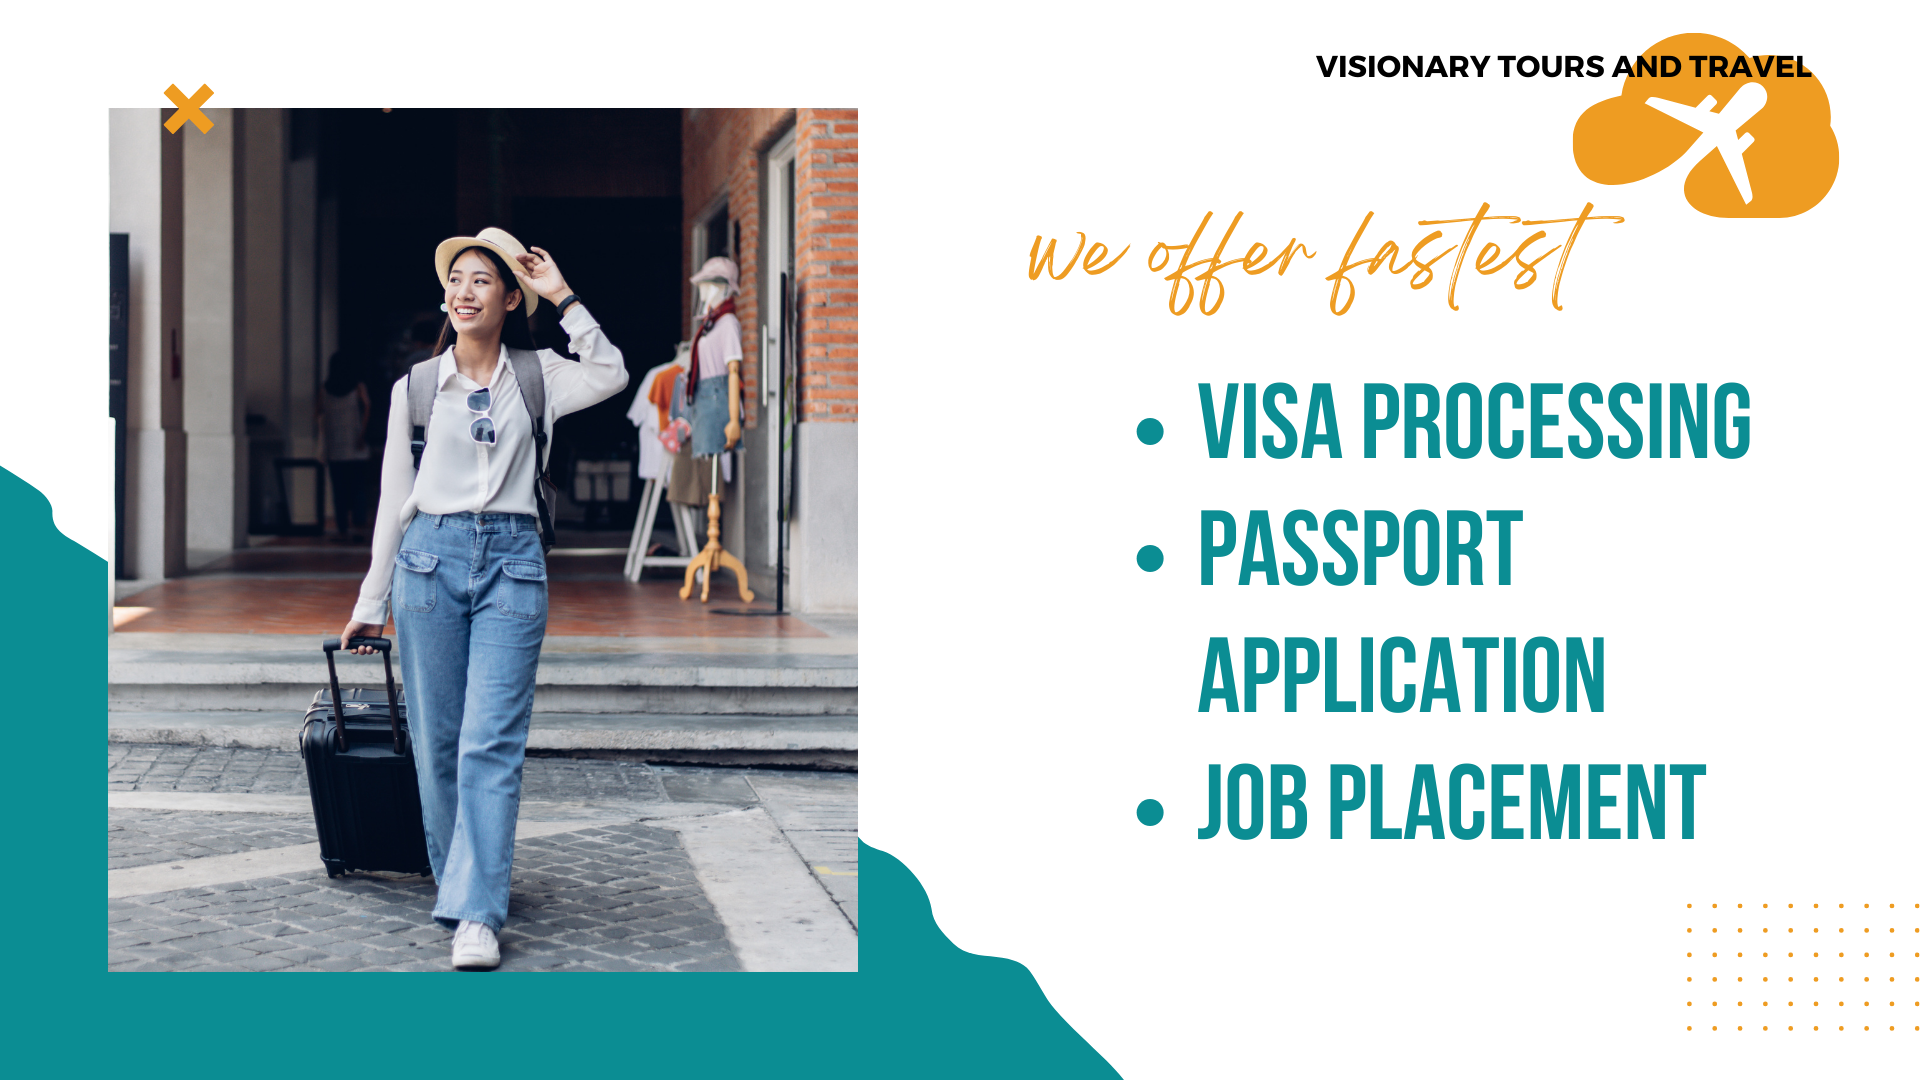 VISIONARY TOURS AND TRAVEL
we offer fastest
• VISA PROCESSING
• PASSPORT
APPLICATION
• JOB PLACEMENT